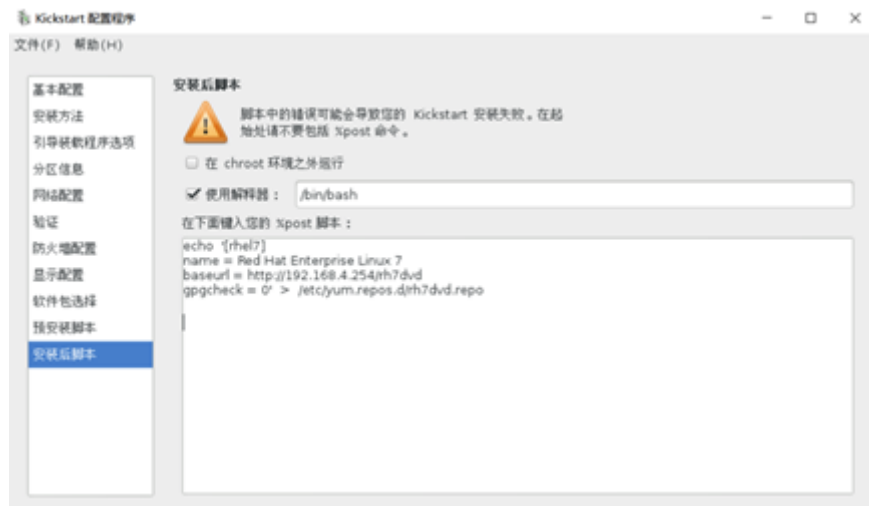 Kickstart 配置程序
文件(F) 帮助(H)
基本配置
安装方法
引导装载程序选项
分区信息
网络配置
验证
防火墙配置
显示配置
软件包选择
预安装脚本
安装后脚本
安装后脚本
脚本中的错误可能会导致您的 Kickstart 安装失败。在起
始处请不要包括 %post 命令。
在 chroot 环境之外运行
使用解释器： /bin/bash
在下面键入您的 %post 脚本：
echo '[rhel7]
name = Red Hat Enterprise Linux 7
baseurl = http://192.168.4.254/rh7dvd
gpgcheck = 0' > /etc/yum.repos.d/rh7dvd.repo